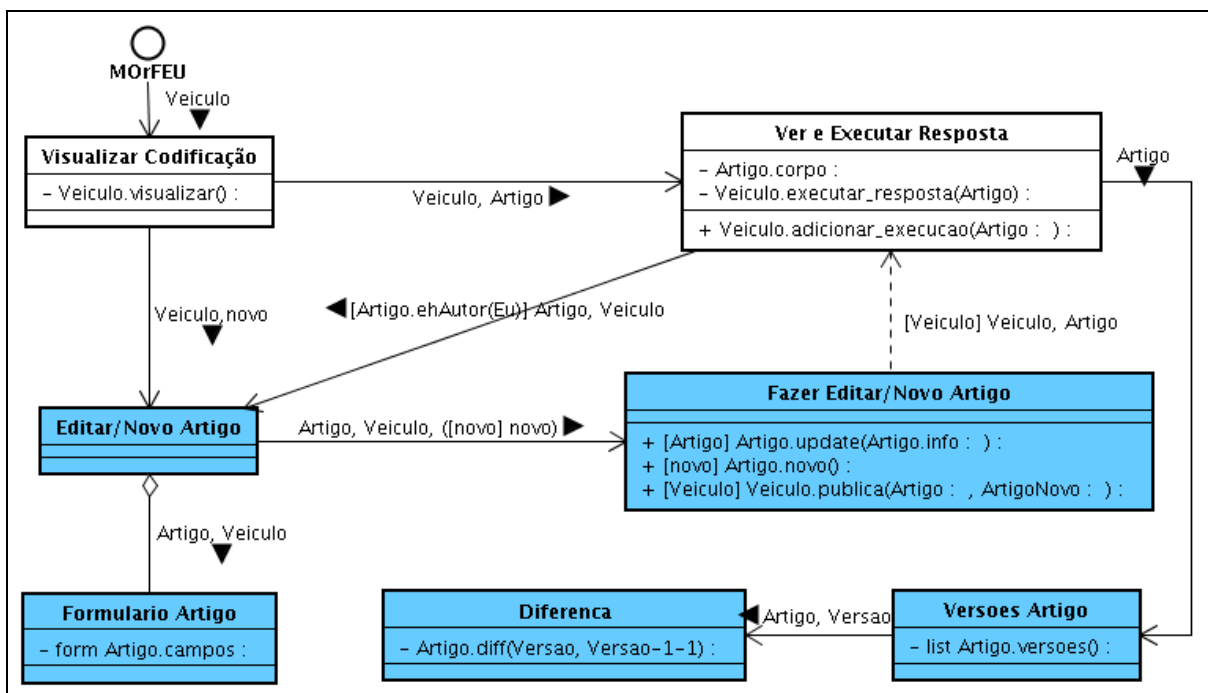 MOrFEU
Veiculo
Visualizar Codificação
- Veiculo.visualizar() :
Veiculo, Artigo
Ver e Executar Resposta
- Artigo.corpo :
- Veiculo.executar_resposta(Artigo) :
+ Veiculo.adicionar_execucao(Artigo : ) :
Artigo
Veiculo,novo
[Artigo.ehAutor(Eu)] Artigo, Veiculo
[Veiculo] Veiculo, Artigo
Editar/Novo Artigo
Artigo, Veiculo, ([novo] novo)
Fazer Editar/Novo Artigo
+ [Artigo] Artigo.update(Artigo.info : ) :
+ [novo] Artigo.novo() :
+ [Veiculo] Veiculo.publica(Artigo : , ArtigoNovo : ) :
Artigo, Veiculo
Formulario Artigo
- form Artigo.campos :
Diferenca
- Artigo.diff(Versao, Versao-1-1) :
Artigo, Versao
Versoes Artigo
- list Artigo.versoes() :